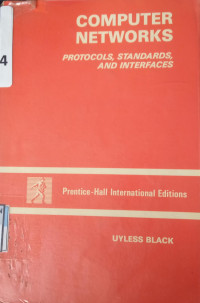 COMPUTER
NETWORKS
PROTOCOLS, STANDARDS,
AND INTERFACES
4
Prentice-Hall International Editions
UYLESS BLACK